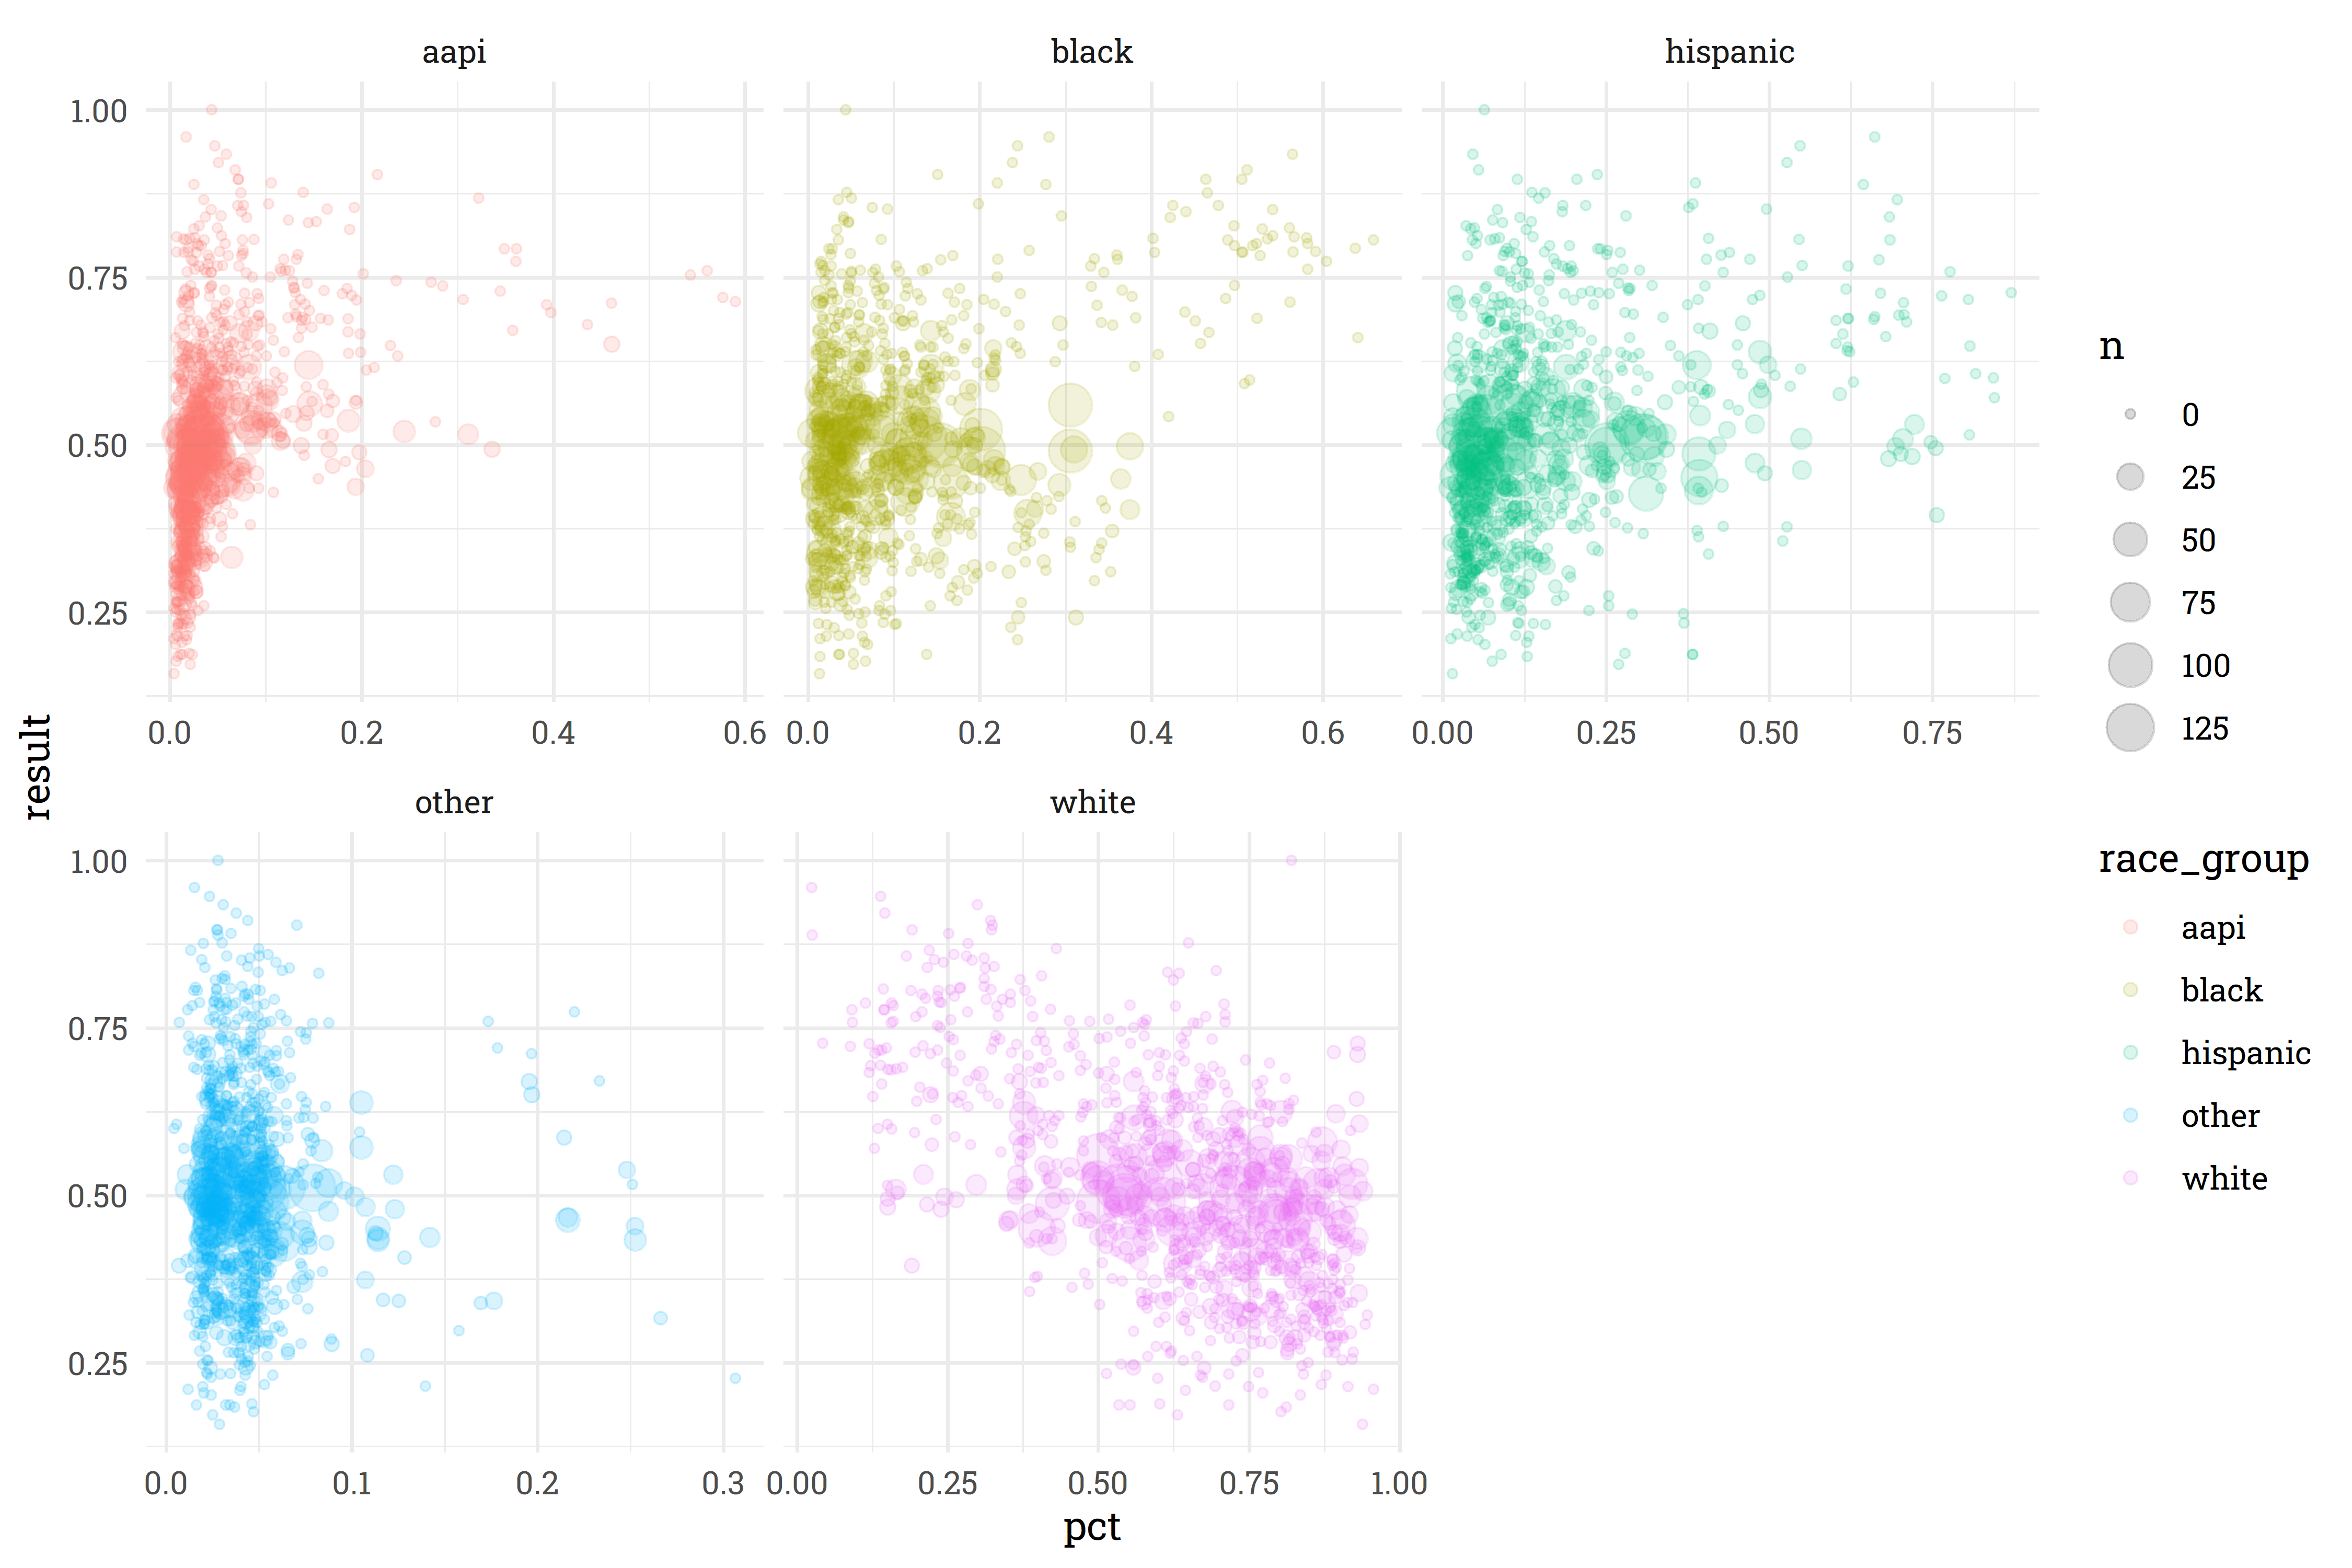 aapi black hispanic
1.00
0.75
0.50
0.25
0.0 0.2 0.4 0.6 0.0 0.2 0.4 0.6 0.00 0.25 0.50 0.75
other white
1.00
0.75
0.50
0.25
0.0 0.1 0.2 0.3 0.00 0.25 0.50 0.75 1.00
result
pct
n
0
25
50
75
100
125
race_group
aapi
black
hispanic
other
white